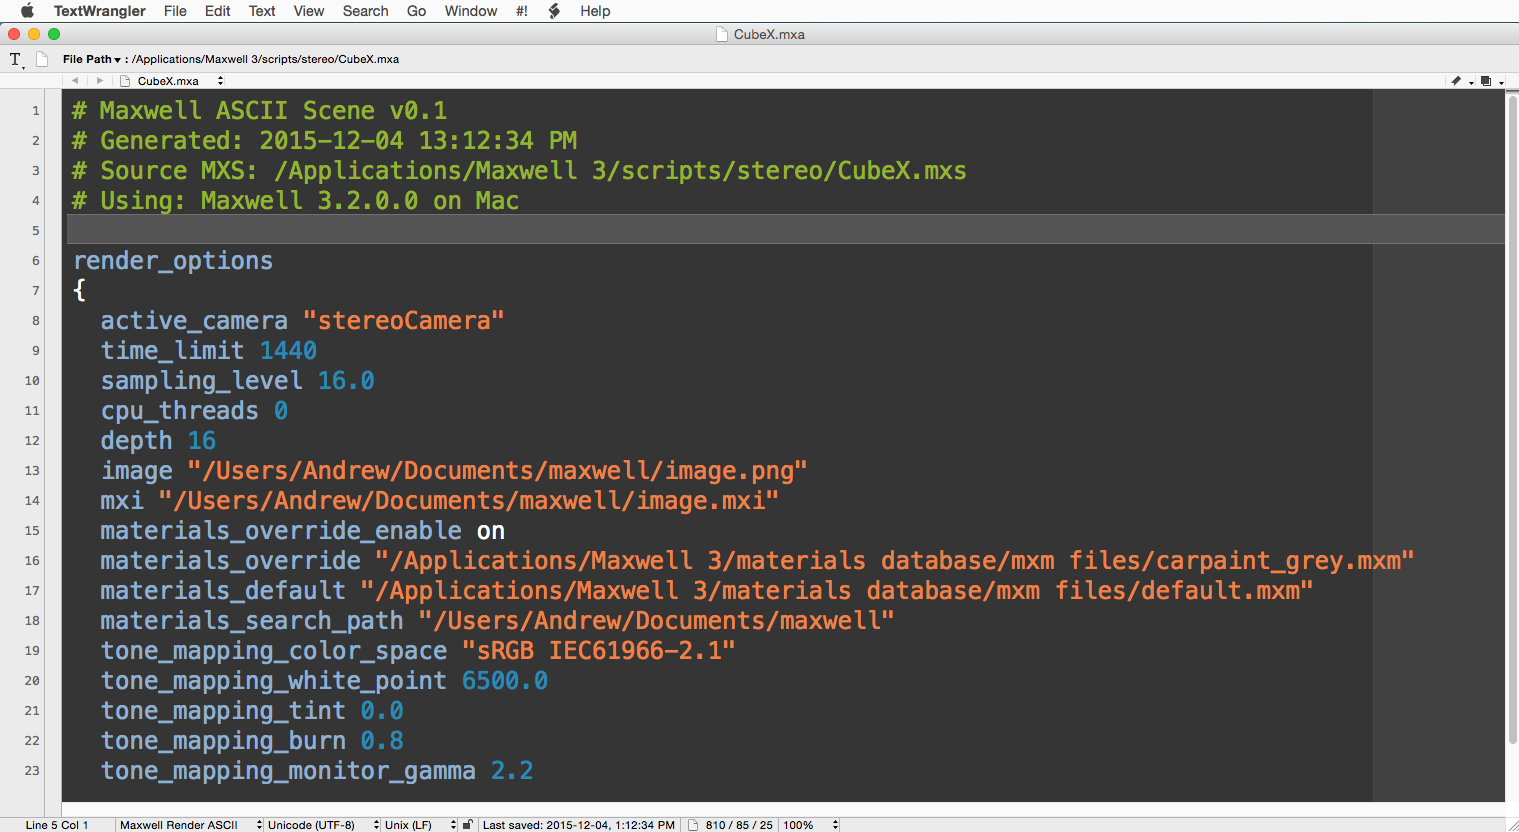 TextWrangler File Edit Text View Search Go Window #! Help
CubeX.mxa
File Path : /Applications/Maxwell 3/scripts/stereo/CubeX.mxa
CubeX.mxa
1 # Maxwell ASCII Scene v0.1
2 # Generated: 2015-12-04 13:12:34 PM
3 # Source MXS: /Applications/Maxwell 3/scripts/stereo/CubeX.mxs
4 # Using: Maxwell 3.2.0.0 on Mac
5
6 render_options
7 {
8 active_camera "stereoCamera"
9 time_limit 1440
10 sampling_level 16.0
11 cpu_threads 0
12 depth 16
13 image "/Users/Andrew/Documents/maxwell/image.png"
14 mxi "/Users/Andrew/Documents/maxwell/image.mxi"
15 materials_override_enable on
16 materials_override "/Applications/Maxwell 3/materials database/mxm files/carpaint_grey.mxm"
17 materials_default "/Applications/Maxwell 3/materials database/mxm files/default.mxm"
18 materials_search_path "/Users/Andrew/Documents/maxwell"
19 tone_mapping_color_space "sRGB IEC61966-2.1"
20 tone_mapping_white_point 6500.0
21 tone_mapping_tint 0.0
22 tone_mapping_burn 0.8
23 tone_mapping_monitor_gamma 2.2
Line 5 Col 1 Maxwell Render ASCII Unicode (UTF-8) Unix (LF) Last saved: 2015-12-04, 1:12:34 PM 810 / 85 / 25 100%